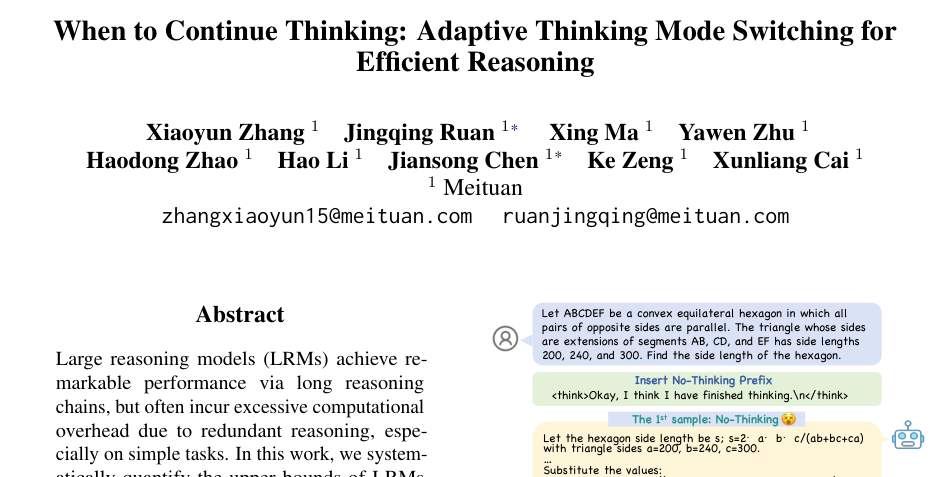 When to Continue Thinking: Adaptive Thinking Mode Switching for
Efficient Reasoning
Xiaoyun Zhang 1 Jingqing Ruan 1* Xing Ma 1 Yawen Zhu 1
Haodong Zhao 1 Hao Li 1 Jiansong Chen 1* Ke Zeng 1 Xunliang Cai 1
1 Meituan
zhangxiaoyun15@meituan.com ruanjingqing@meituan.com
Abstract
Large reasoning models (LRMs) achieve re-
markable performance via long reasoning
chains, but often incur excessive computational
overhead due to redundant reasoning, espe-
cially on simple tasks. In this work, we system-
atically quantify the upper bounds of LRMs
Let ABCDEF be a convex equilateral hexagon in which all
pairs of opposite sides are parallel. The triangle whose sides
are extensions of segments AB, CD, and EF has side lengths
200, 240, and 300. Find the side length of the hexagon.
Insert No-Thinking Prefix
<think>Okay, I think I have finished thinking.\n</think>
The 1st sample: No-Thinking😵
Let the hexagon side length be s; s=2· a· b· c/(ab+bc+ca)
with triangle sides a=200, b=240, c=300.
...
Substitute the values: